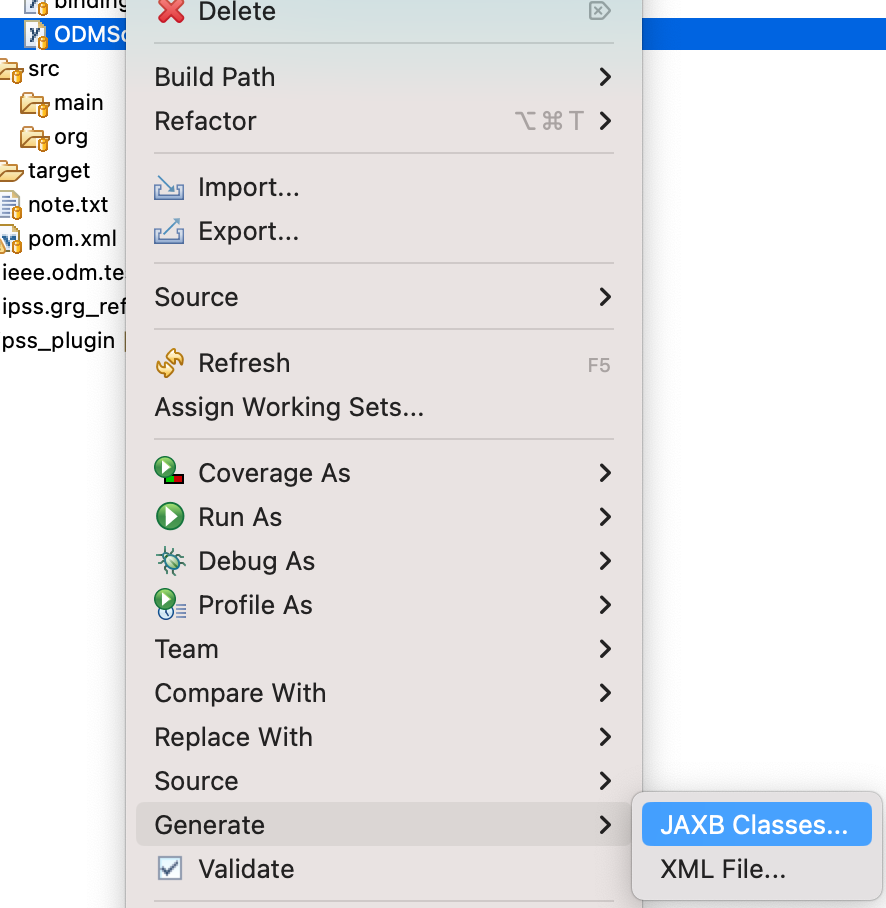 binding
ODMSc
src
main
org
target
note.txt
pom.xml
ieee.odm.te
ipss.grg_ref
pss_plugin
Delete
Build Path
Refactor ⌥⌘T
Import...
Export...
Source
Refresh F5
Assign Working Sets...
Coverage As
Run As
Debug As
Profile As
Team
Compare With
Replace With
Source
Generate
Validate
JAXB Classes...
XML File...